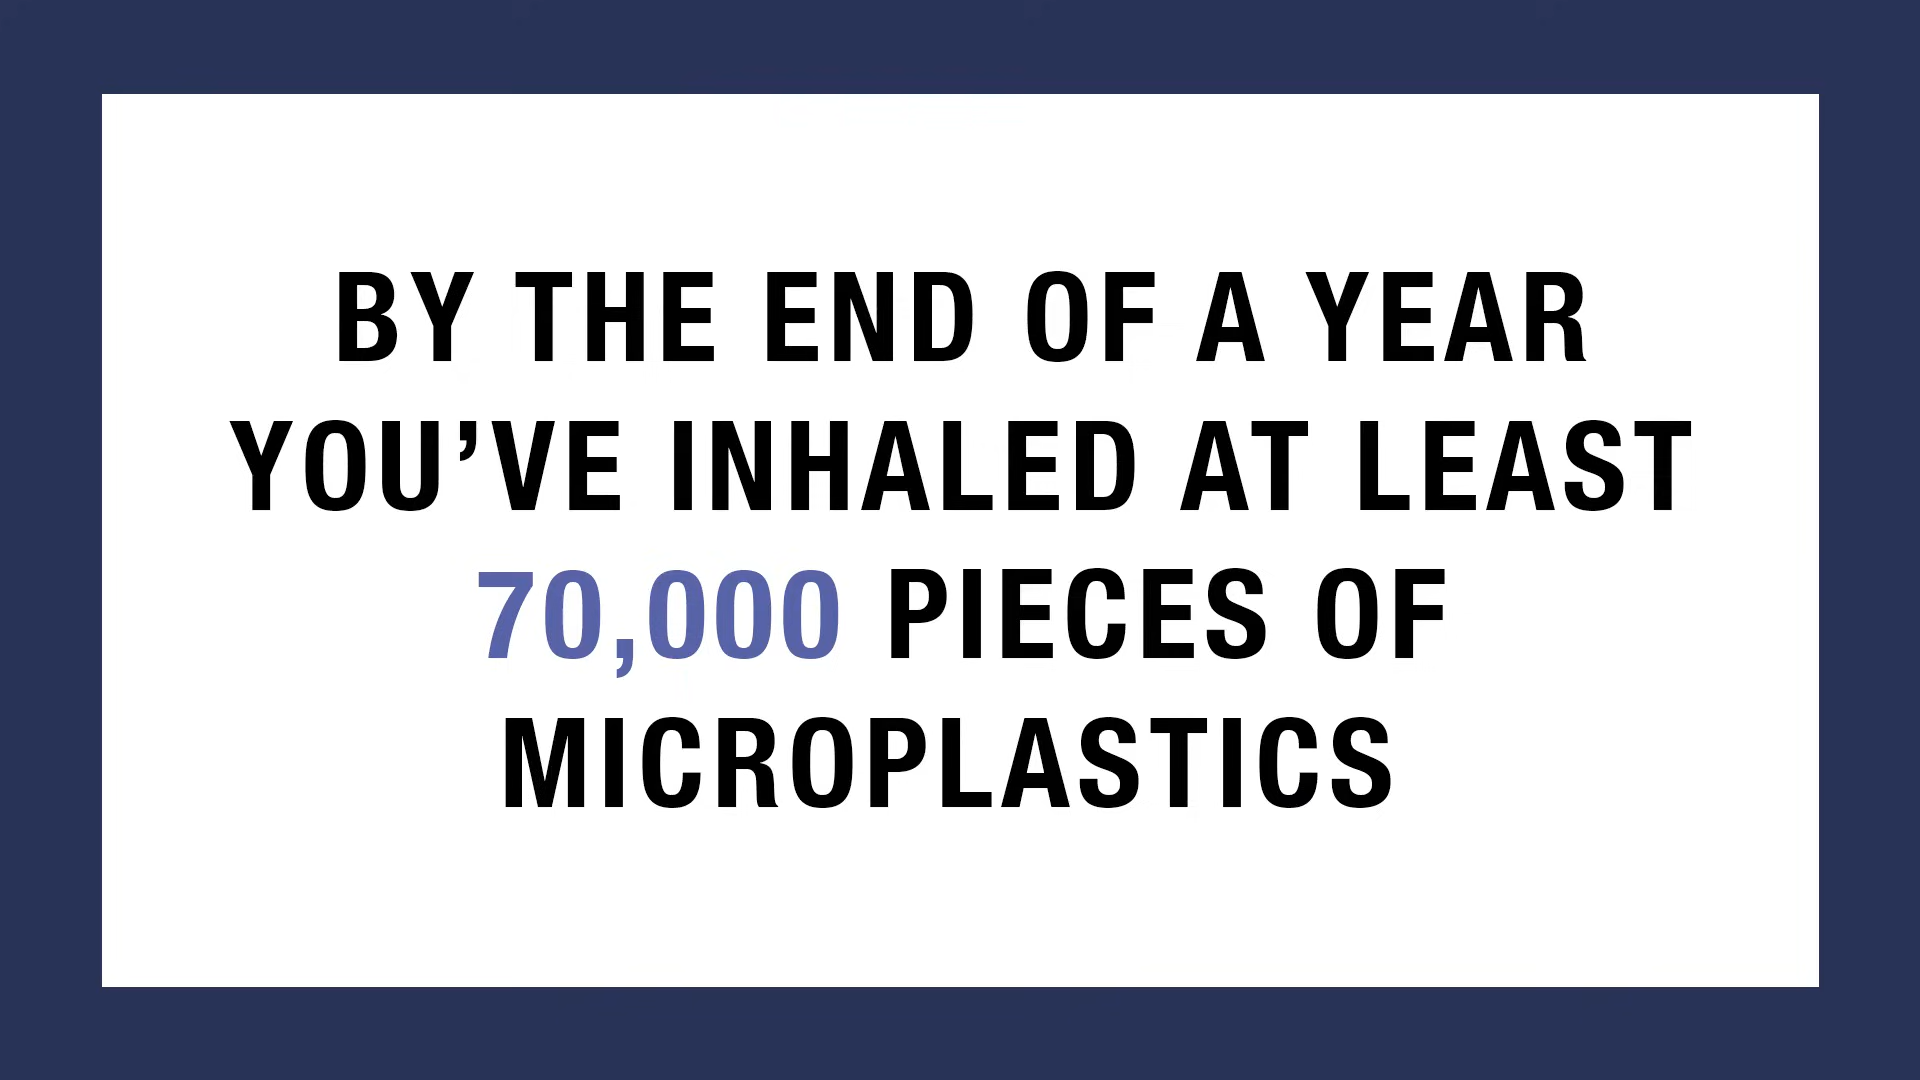 BY THE END OF A YEAR
YOU’VE INHALED AT LEAST
70,000 PIECES OF
MICROPLASTICS